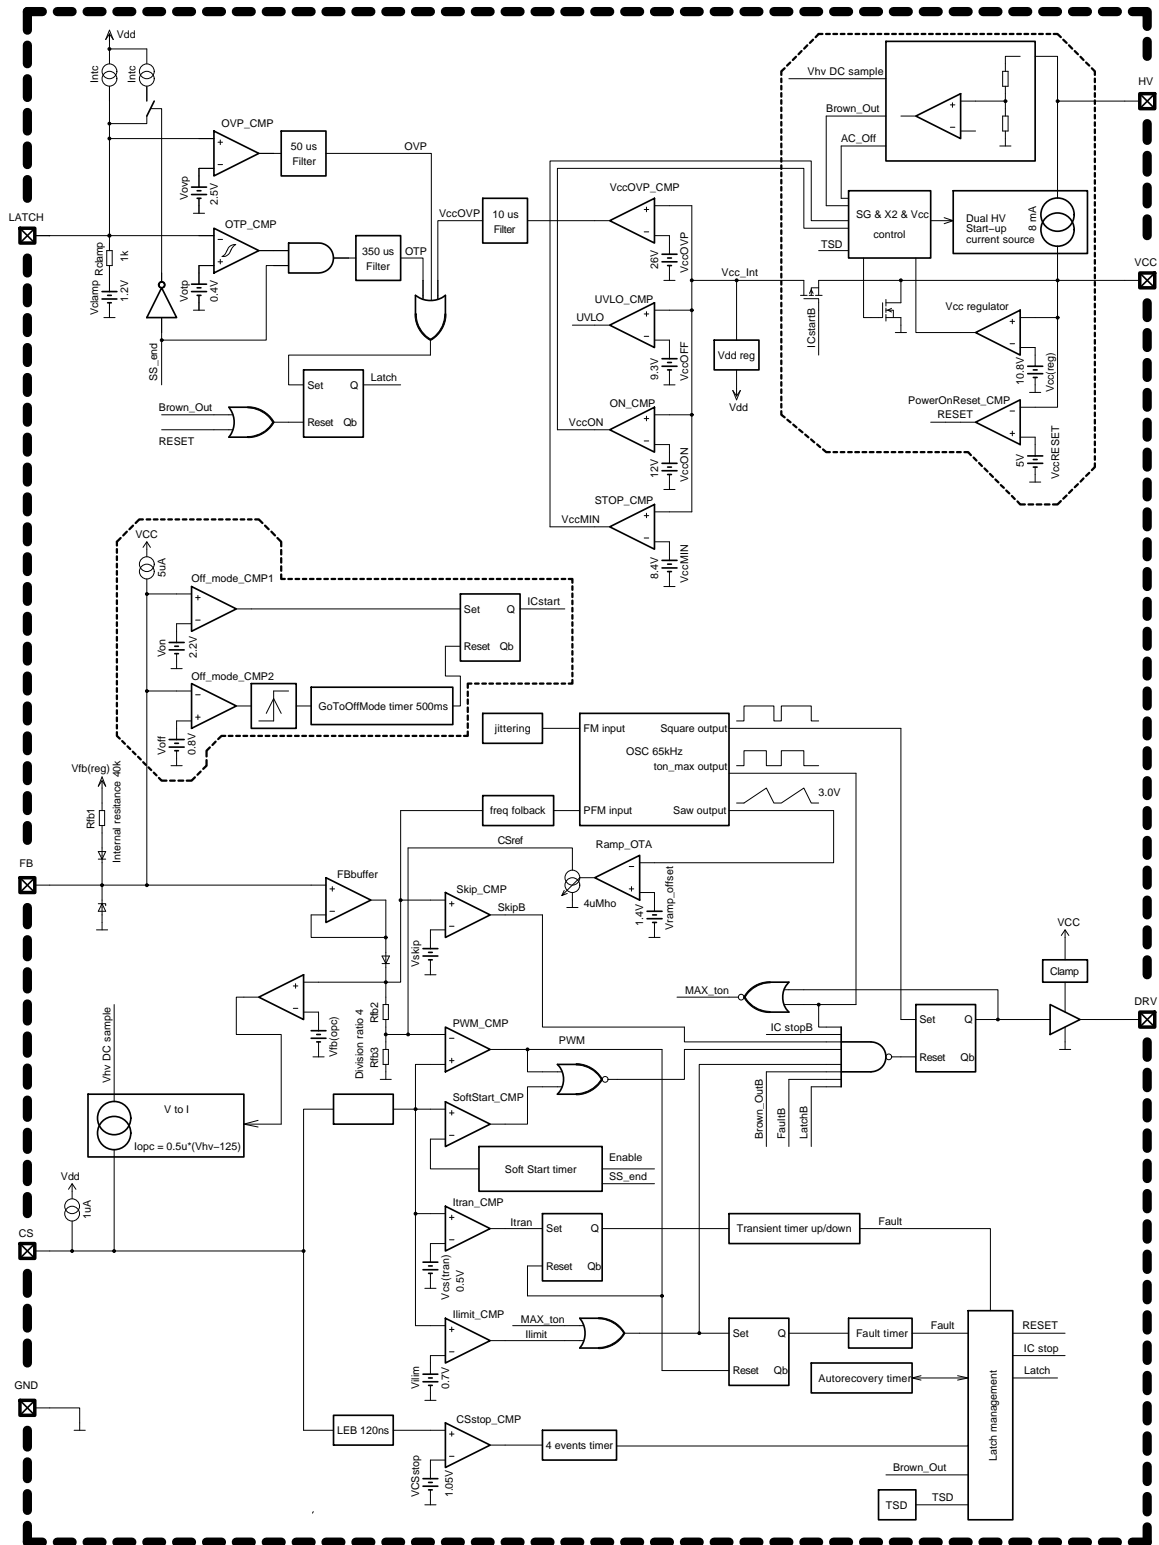 Vdd
Intc
Intc
OVP_CMP
50 us
Filter
OVP
Vovp
2.5V
LATCH
OTP_CMP
Rclamp
1k
350 us
Filter
OTP
VccOVP
10 us
Filter
Vclamp
1.2V
Votp
0.4V
SS_end
Set
Q
Latch
Reset
Qb
Brown_Out
RESET
VccOVP_CMP
26V
VccOVP
UVLO_CMP
UVLO
9.3V
VccOFF
ON_CMP
VccON
12V
VccON
STOP_CMP
VccMIN
8.4V
VccMIN
Vcc_Int
Vdd reg
Vdd
ICstartB
Vhv DC sample
Brown_Out
AC_Off
TSD
SG & X2 & Vcc
control
Dual HV
Start-up
current source
8 mA
HV
VCC
Vcc regulator
10.8V
Vcc(reg)
PowerOnReset_CMP
RESET
5V
VccRESET
VCC
5uA
Off_mode_CMP1
Von
2.2V
Set
Q
ICstart
Reset
Qb
Off_mode_CMP2
GoToOffMode timer 500ms
Voff
0.8V
Vfb(reg)
Rfb1
Internal resitance 40k
FB
jittering
FM input
Square output
OSC 65kHz
ton_max output
freq folback
PFM input
Saw output
3.0V
CSref
Ramp_OTA
4uMho
1.4V
Vramp_offset
FBbuffer
Skip_CMP
SkipB
Vskip
Vfb(opc)
Rfb2
Division ratio 4
Rfb3
PWM_CMP
PWM
MAX_ton
IC stopB
Brown_OutB
FaultB
LatchB
Set
Q
Reset
Qb
VCC
Clamp
DRV
Vhv DC sample
V to I
Iopc = 0.5u*(Vhv-125)
SoftStart_CMP
Soft Start timer
Enable
SS_end
Vdd
1uA
CS
Itran_CMP
Itran
Vcs(tran)
0.5V
Set
Q
Reset
Qb
Transient timer up/down
Fault
Ilimit_CMP
MAX_ton
Ilimit
Vilim
0.7V
Set
Q
Reset
Qb
Fault timer
Fault
Autorecovery timer
Latch management
RESET
IC stop
Latch
GND
LEB 120ns
CSstop_CMP
VCSstop
1.05V
4 events timer
Brown_Out
TSD
TSD